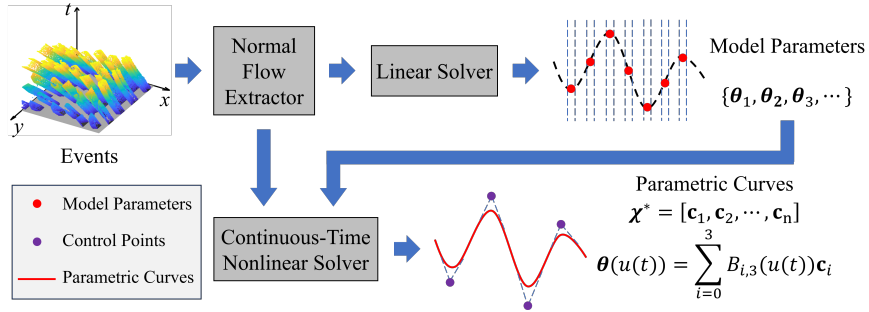 t
x
y
Events
Normal
Flow
Extractor
Linear Solver
Model Parameters
{θ₁, θ₂, θ₃, ⋯}
Model Parameters
Control Points
Parametric Curves
Continuous-Time
Nonlinear Solver
Parametric Curves
χ* = [c₁, c₂, ⋯, cₙ]
θ(u(t)) = ∑³ᵢ₌₀ Bᵢ,₃(u(t))cᵢ